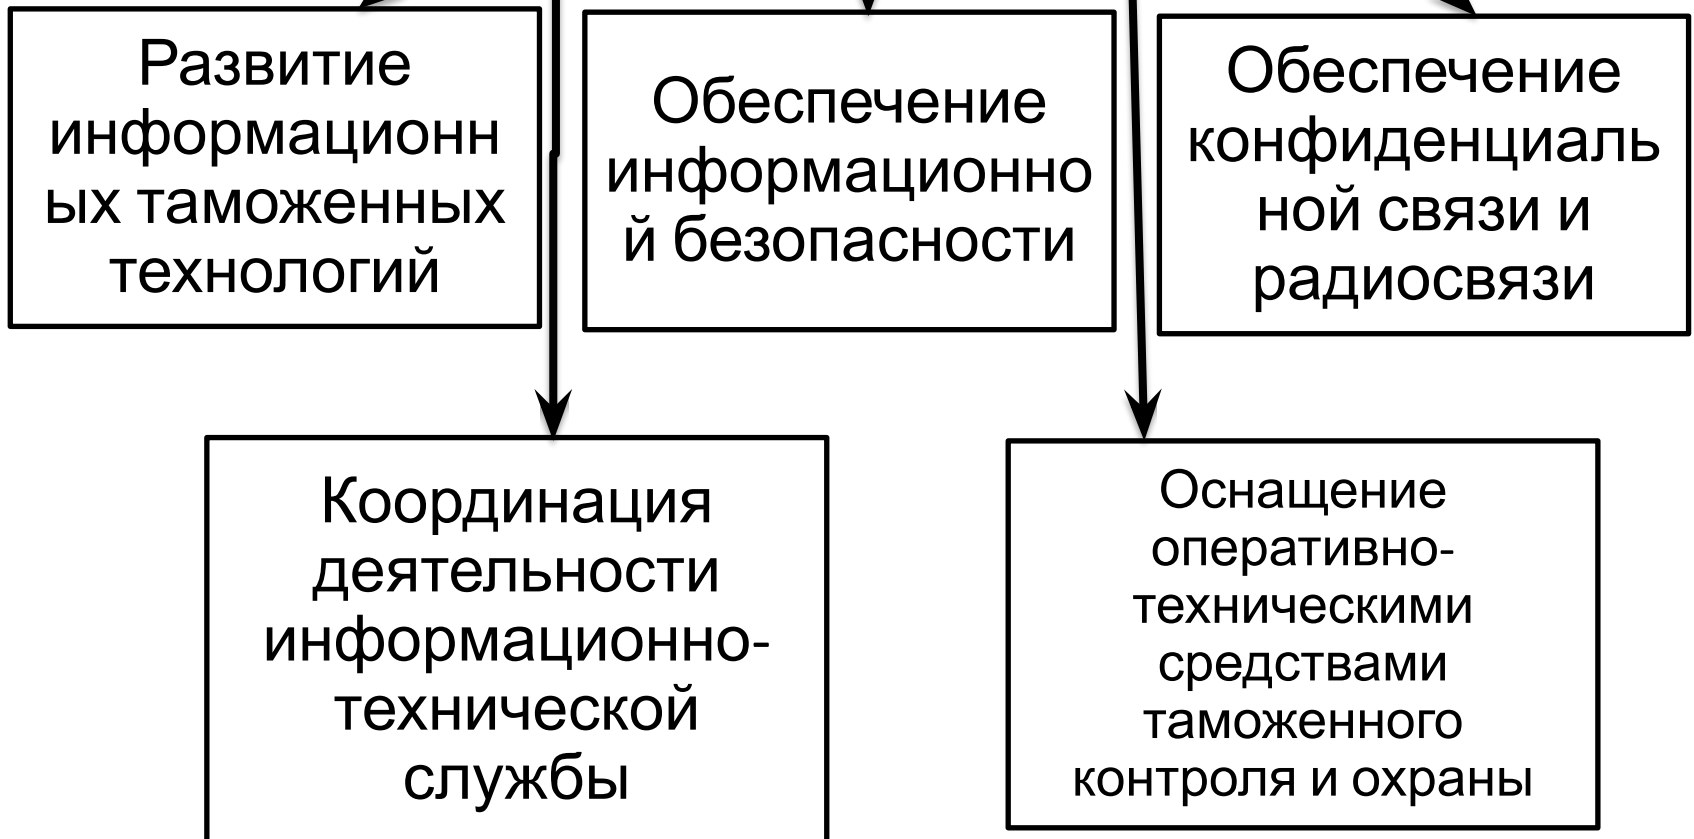 Развитие
информационн
ых таможенных
технологий
Обеспечение
информационно
й безопасности
Обеспечение
конфиденциаль
ной связи и
радиосвязи
Координация
деятельности
информационно-
технической
службы
Оснащение
оперативно-
техническими
средствами
таможенного
контроля и охраны